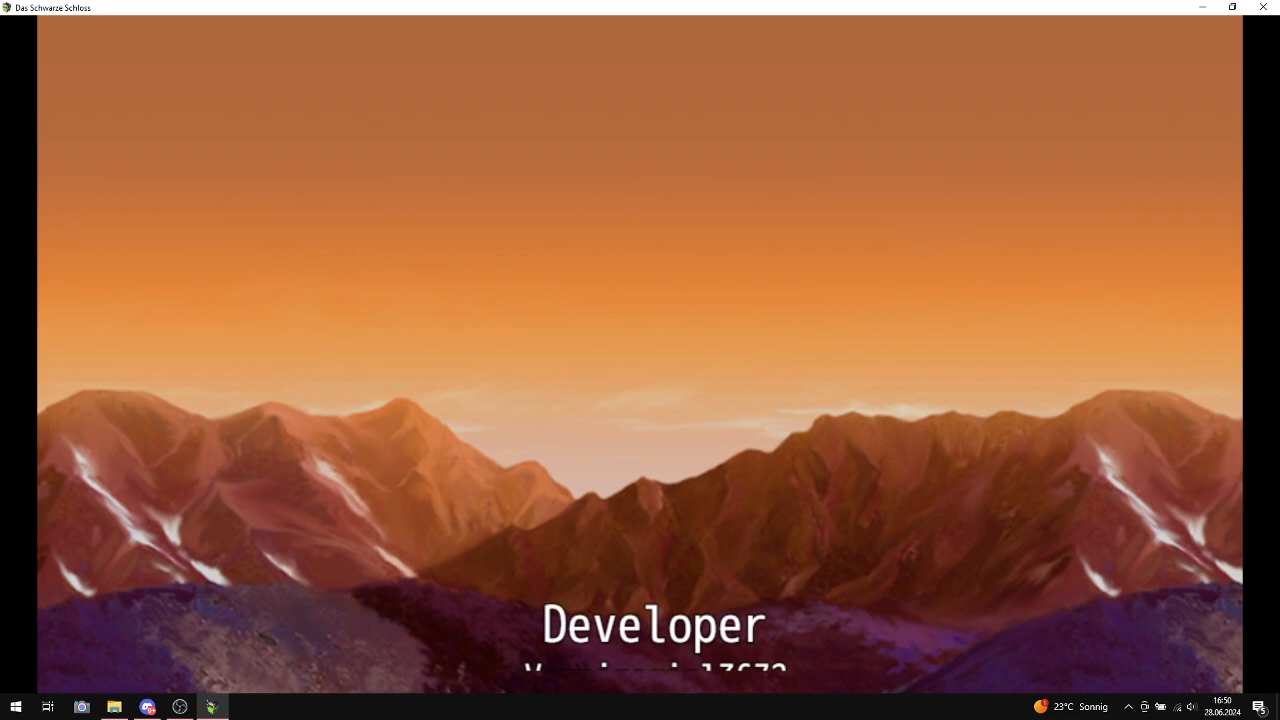 Das Schwarze Schloss
Developer
23°C Sonnig
16:50
28.06.2024